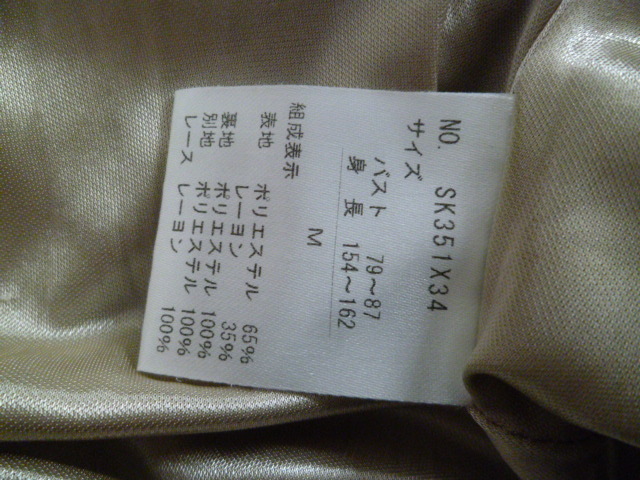 NO. SK351X34
サイズ
バスト 79～87
身長 154～162
M
組成表示
表地 ポリエステル 65%
レーヨン 35%
裏地 ポリエステル 100%
別地 ポリエステル 100%
レース レーヨン 100%